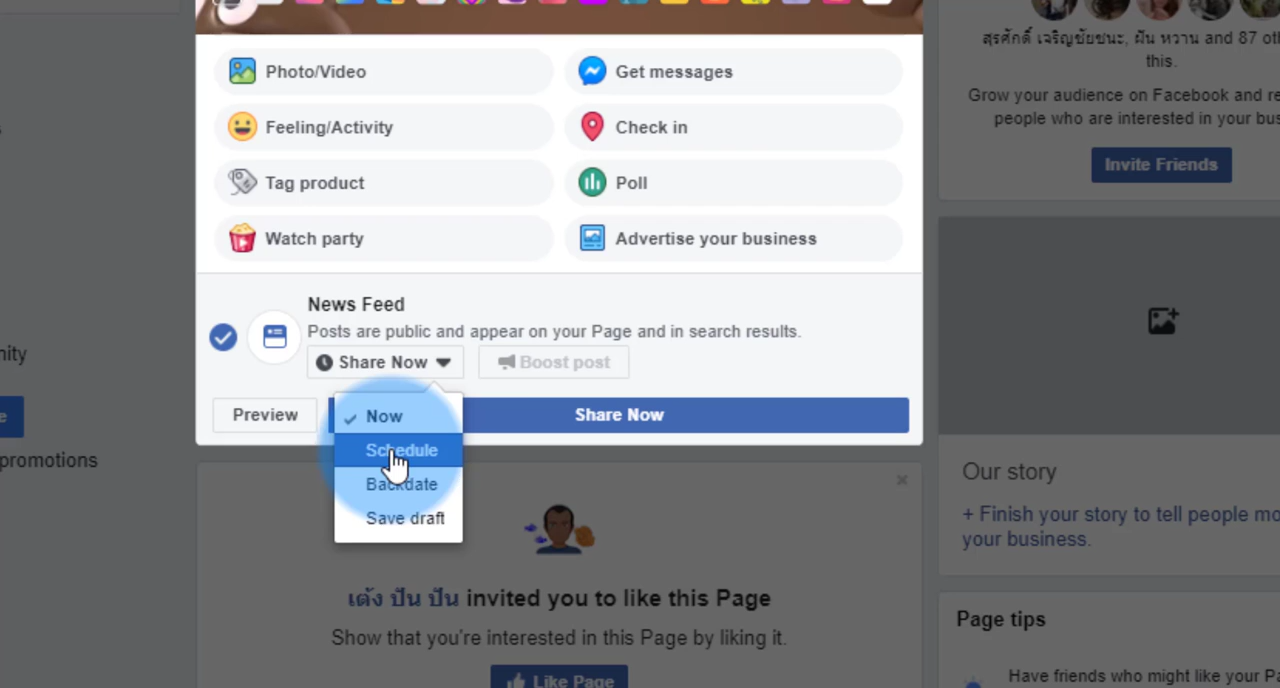 Photo/Video
Get messages
Feeling/Activity
Check in
Tag product
Poll
Watch party
Advertise your business
News Feed
Posts are public and appear on your Page and in search results.
Share Now
Boost post
Preview
Share Now
Now
Schedule
Backdate
Save draft
เต้ง ปืน ปืน invited you to like this Page
Show that you're interested in this Page by liking it.
Like Page
nity
e
promotions
สุรศักดิ์ เจริญชัยชนะ, ฝัน หวาน and 87 ot
this.
Grow your audience on Facebook and re
people who are interested in your bus
Invite Friends
Our story
+ Finish your story to tell people mo
your business.
Page tips
Have friends who might like your Pa